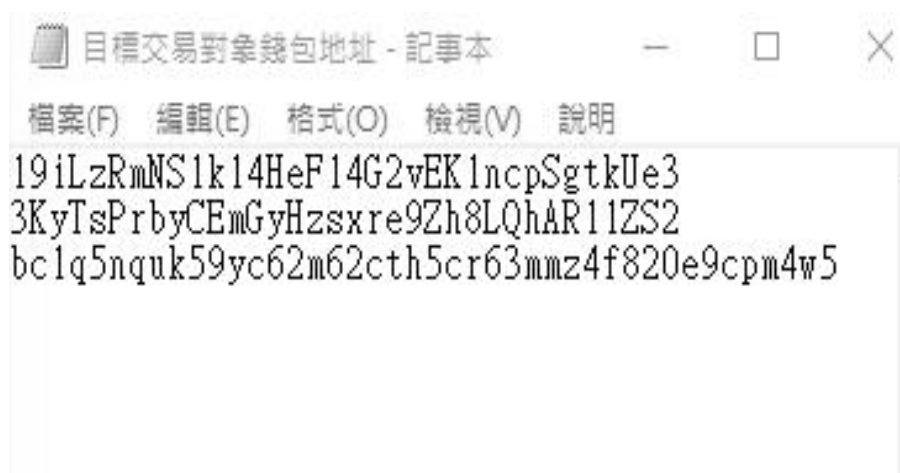 目標交易對象錢包地址 - 記事本
檔案(F) 編輯(E) 格式(O) 檢視(V) 說明
19iLzRmNS1k14HeF14G2vEK1ncpSgtkUe3
3KyTsPrbyCEmGyHzsxre9Zh8LQhAR11ZS2
bc1q5nquk59yc62m62cth5cr63mmz4f820e9cpm4w5